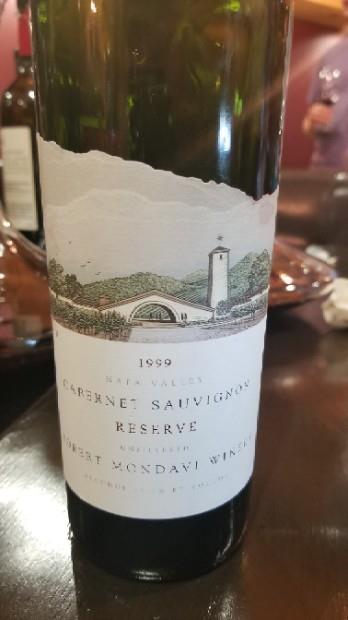 1999
NAPA VALLEY
CABERNET SAUVIGNON
RESERVE
UNFILTERED
ROBERT MONDAVI WINERY